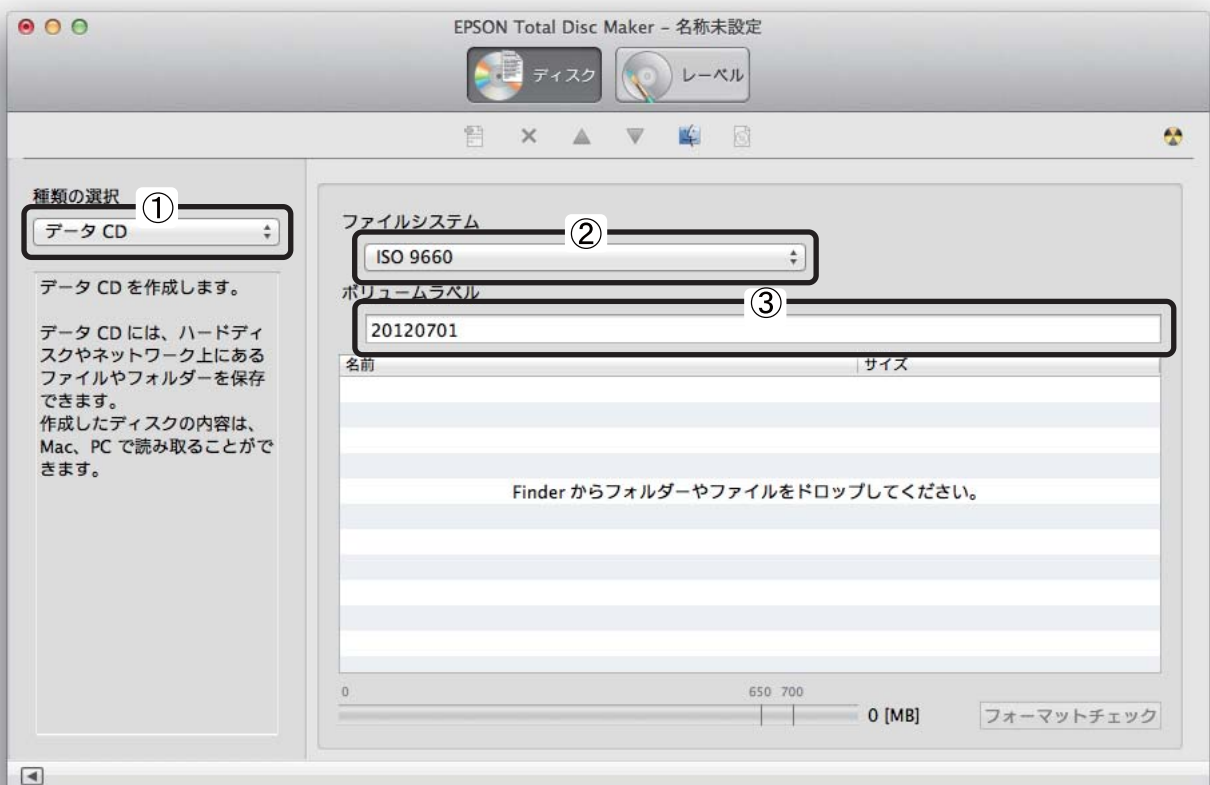 EPSON Total Disc Maker – 名称未設定
ディスク
レーベル
種類の選択
①
データ CD
データ CD を作成します。
データ CD には、ハードディ
スクやネットワーク上にある
ファイルやフォルダーを保存
できます。
作成したディスクの内容は、
Mac、PC で読み取ることがで
きます。
ファイルシステム
②
ISO 9660
ボリュームラベル
③
20120701
名前
サイズ
Finder からフォルダーやファイルをドロップしてください。
0
650 700
0 [MB]
フォーマットチェック